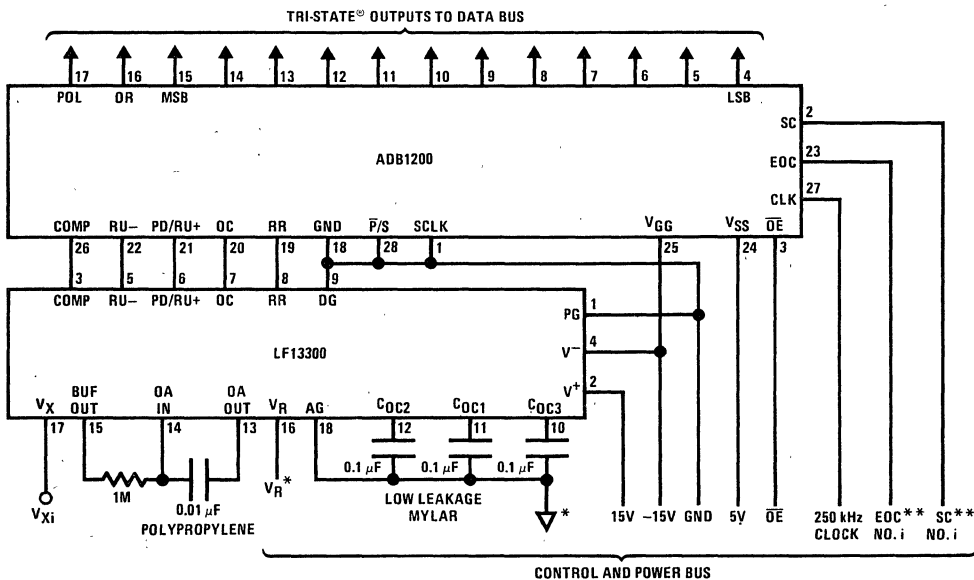 TRI-STATE® OUTPUTS TO DATA BUS
17 16 15 14 13 12 11 10 9 8 7 6 5 4
POL OR MSB LSB
SC 2
ADB1200
EOC 23
CLK 27
COMP RU− PD/RU+ OC RR GND P̅/S SCLK VGG VSS O̅E̅
26 22 21 20 19 18 28 1 25 24 3
3 5 6 7 8 9
COMP RU− PD/RU+ OC RR DG
PG 1
LF13300
V− 4
V+ 2
VX BUF OUT OA IN OA OUT VR AG COC2 COC1 COC3
17 15 14 13 16 18 12 11 10
0.1 μF 0.1 μF 0.1 μF
1M
VR*
VXi
0.01 μF
POLYPROPYLENE
LOW LEAKAGE
MYLAR
*
15V −15V GND 5V O̅E̅ 250 kHz EOC** SC**
CLOCK NO. i NO. i
CONTROL AND POWER BUS